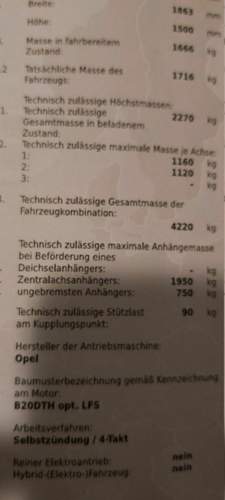 Breite: 1863 mm
Höhe: 1500 mm
Masse in fahrbereitem
Zustand: 1666 kg
.2 Tatsächliche Masse des
Fahrzeugs: 1716 kg
Technisch zulässige Höchstmassen:
1. Technisch zulässige 2270 kg
Gesamtmasse in beladenem
Zustand:
2. Technisch zulässige maximale Masse je Achse:
1: 1160 kg
2: 1120 kg
3: - kg
Technisch zulässige Gesamtmasse der
Fahrzeugkombination:
4220 kg
Technisch zulässige maximale Anhängemasse
bei Beförderung eines
Deichselanhängers: - kg
Zentralachsanhängers: 1950 kg
ungebremsten Anhängers: 750 kg
Technisch zulässige Stützlast 90 kg
am Kupplungspunkt:
Hersteller der Antriebsmaschine:
Opel
Baumusterbezeichnung gemäß Kennzeichnung
am Motor:
B20DTH opt. LFS
Arbeitsverfahren:
Selbstzündung / 4-Takt
Reiner Elektroantrieb: nein
Hybrid-(Elektro-)Fahrzeug: nein